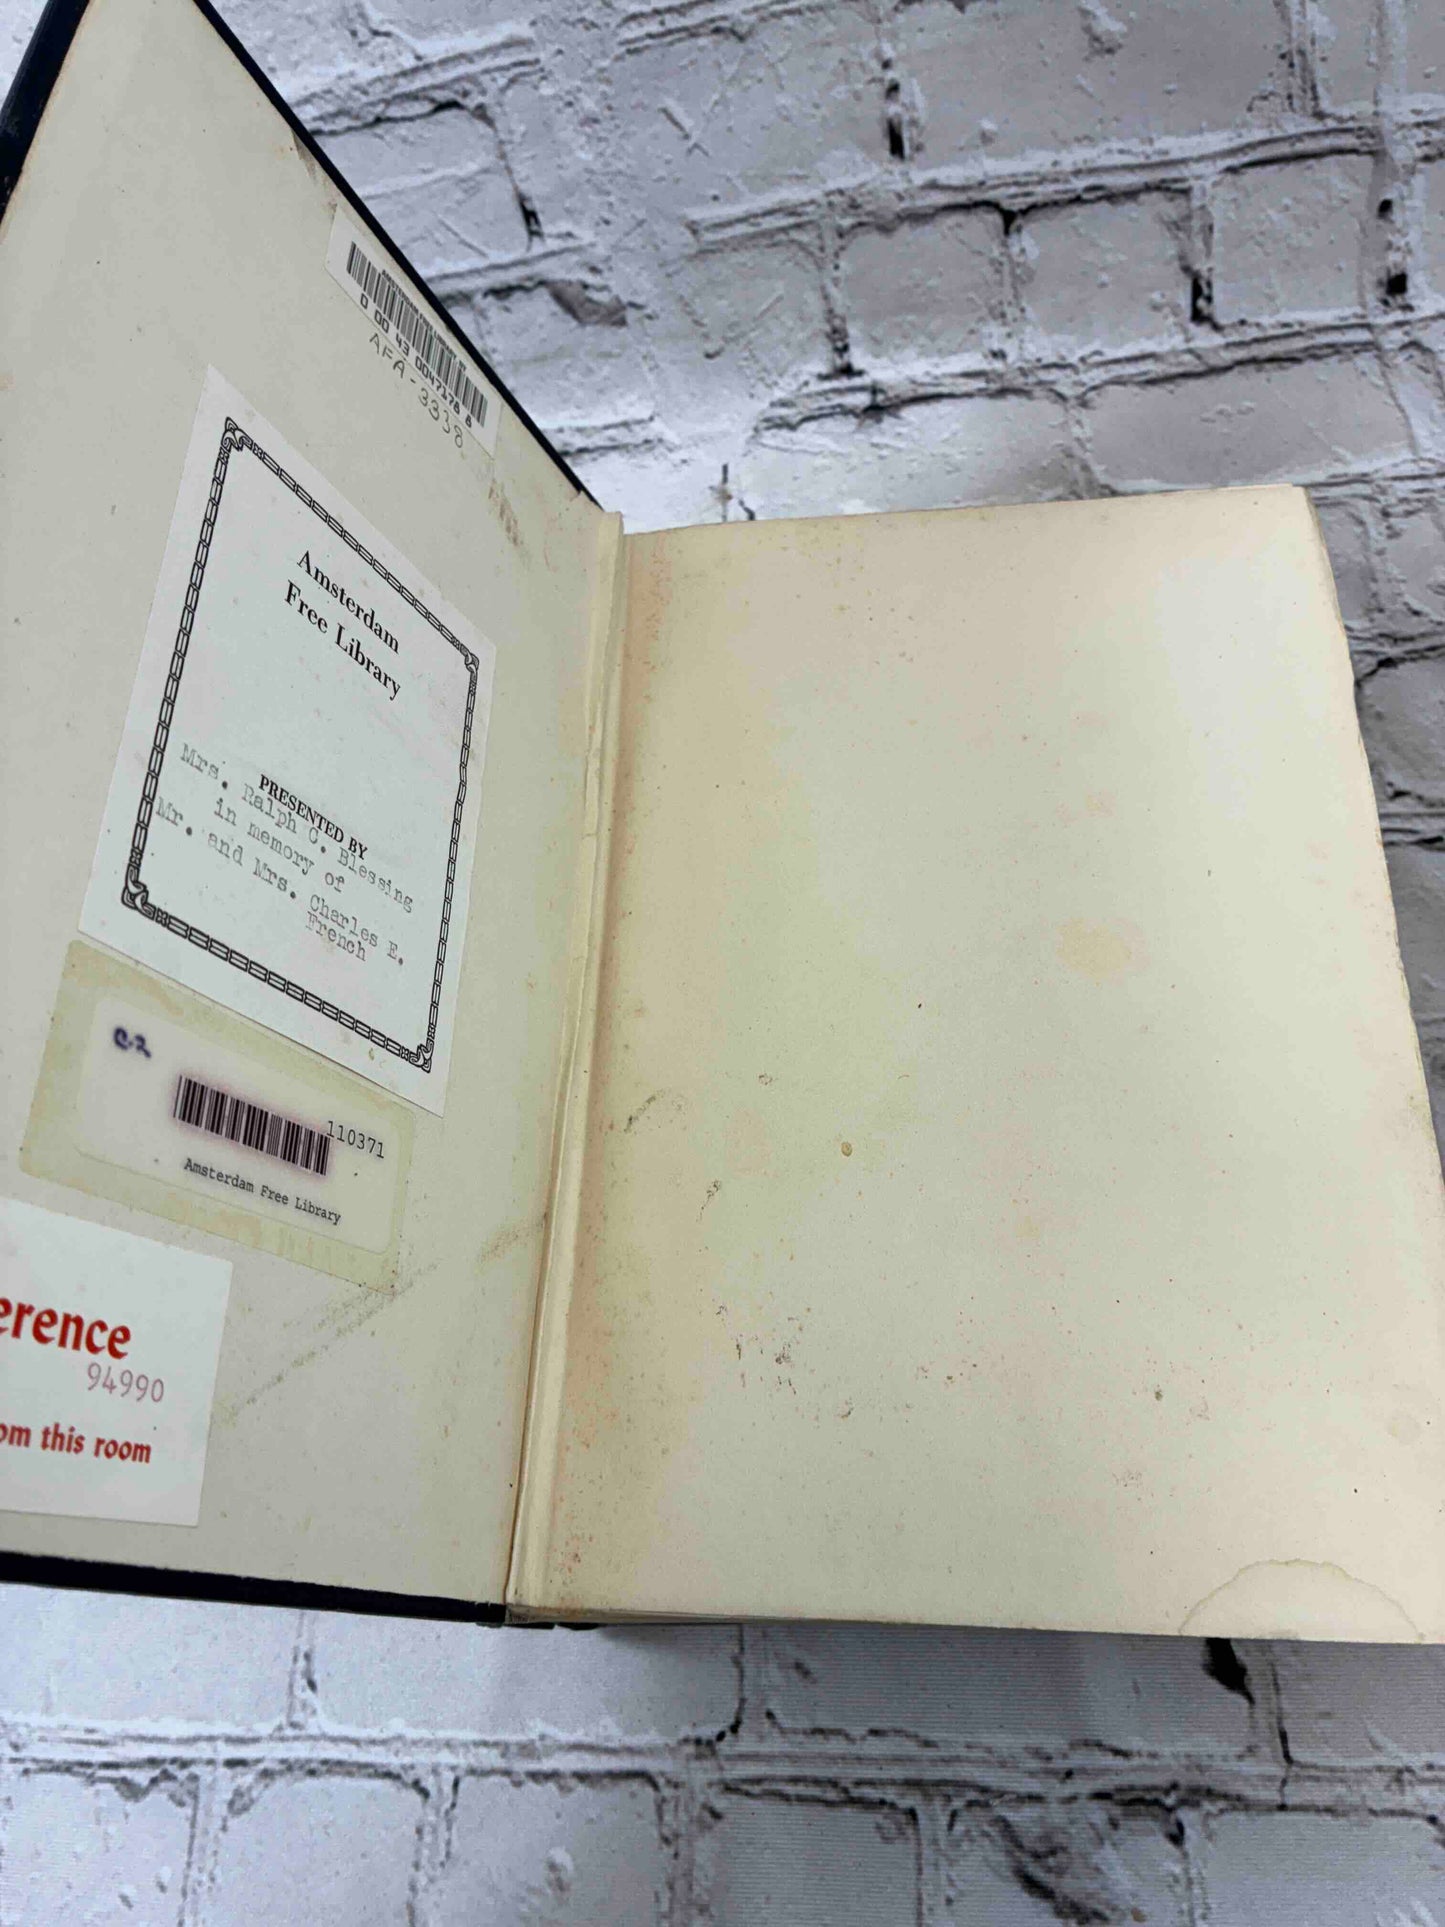 0 00 43 0047178 8
AFA-3338
Amsterdam
Free Library
PRESENTED BY
Mrs. Ralph C. Blessing
in memory of
Mr. and Mrs. Charles E.
French
c.2
110371
Amsterdam Free Library
erence
94990
om this room